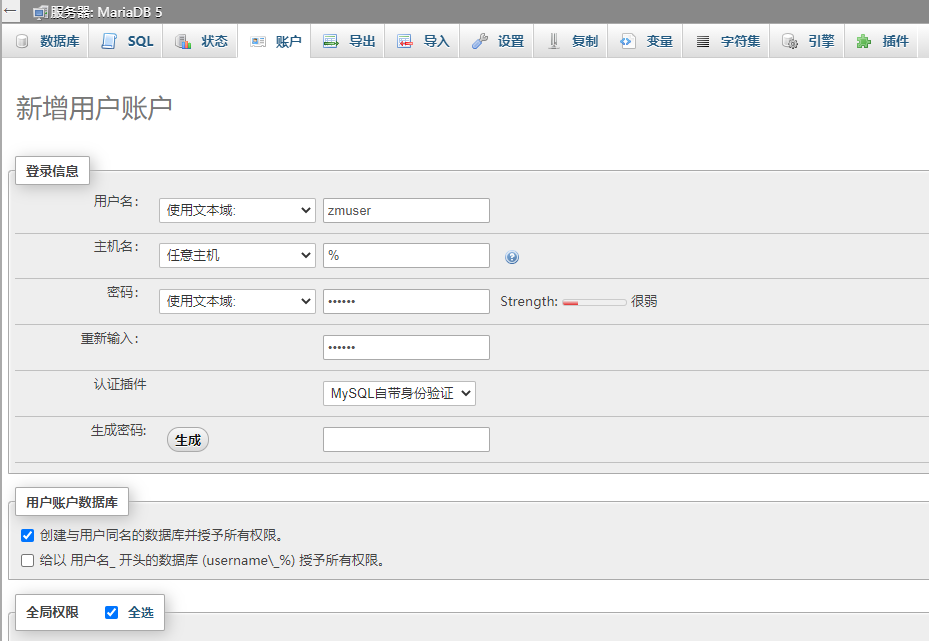 服务器: MariaDB 5
数据库 SQL 状态 账户 导出 导入 设置 复制 变量 字符集 引擎 插件
新增用户账户
登录信息
用户名: 使用文本域: zmuser
主机名: 任意主机 %
密码: 使用文本域: •••••• Strength: 很弱
重新输入: ••••••
认证插件 MySQL自带身份验证
生成密码: 生成
用户账户数据库
创建与用户同名的数据库并授予所有权限。
给以 用户名_ 开头的数据库 (username\_%) 授予所有权限。
全局权限 全选